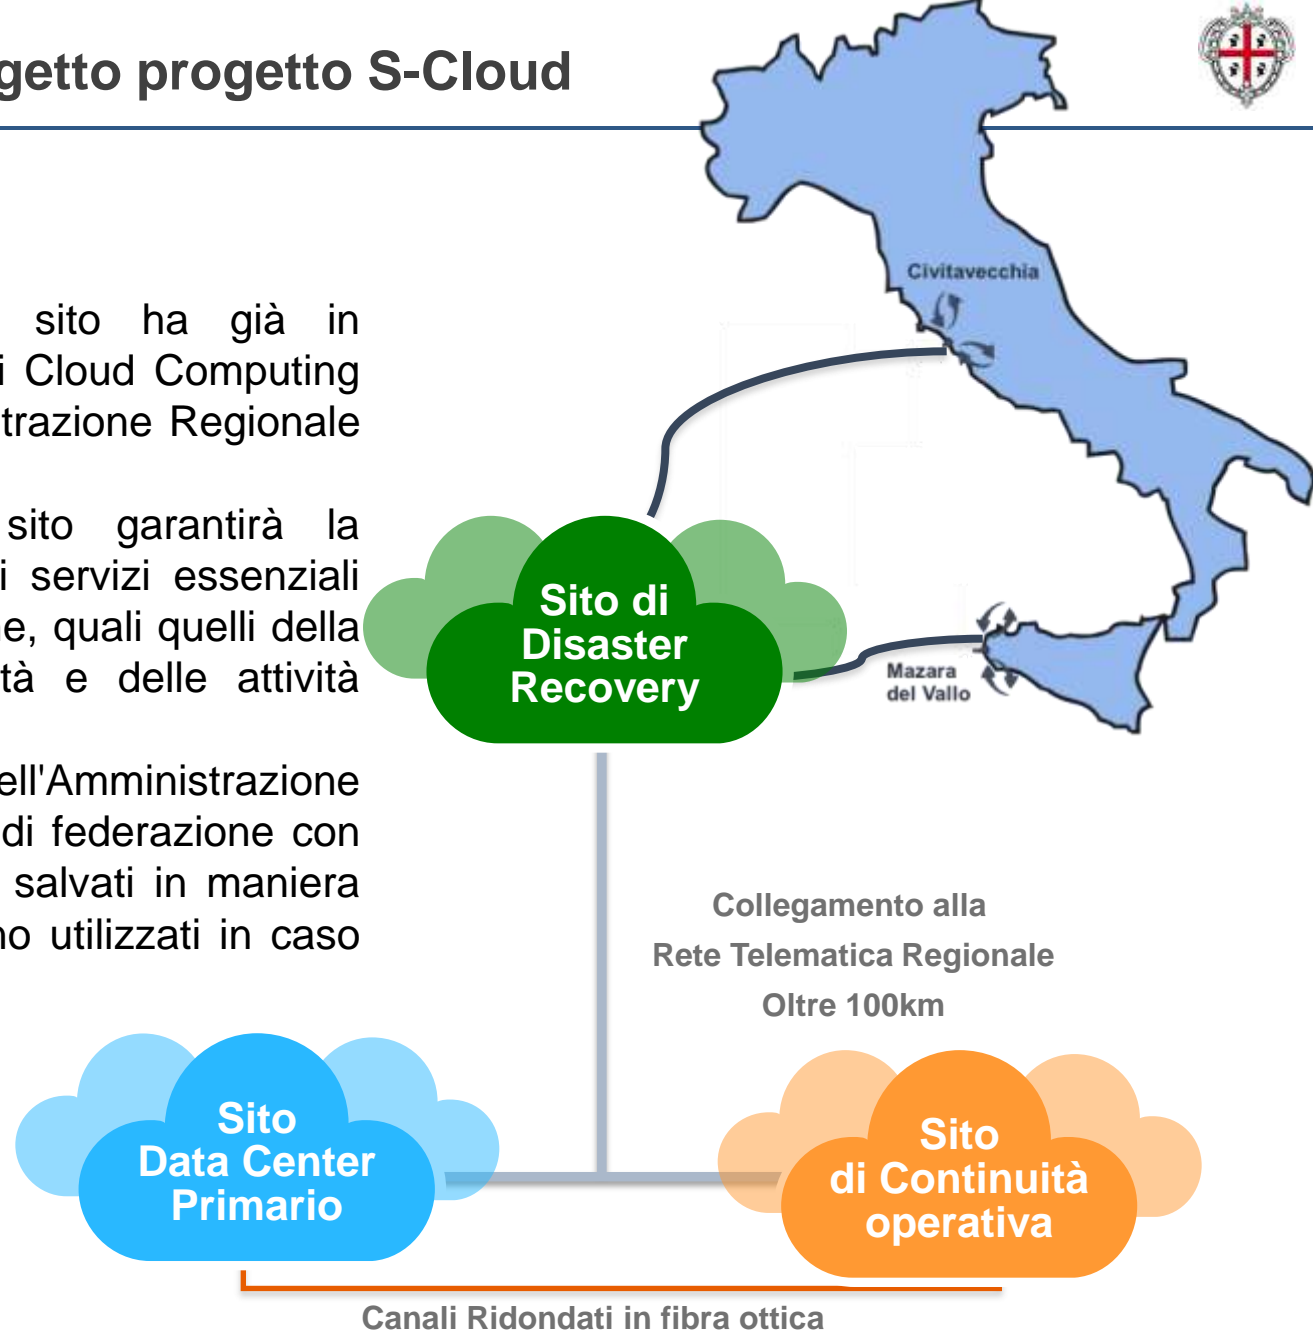 getto progetto S-Cloud
sito ha già in
i Cloud Computing
trazione Regionale
sito garantirà la
i servizi essenziali
ne, quali quelli della
tà e delle attività
ell'Amministrazione
di federazione con
salvati in maniera
no utilizzati in caso
Civitavecchia
Mazara
del Vallo
Sito di
Disaster
Recovery
Collegamento alla
Rete Telematica Regionale
Oltre 100km
Sito
Data Center
Primario
Sito
di Continuità
operativa
Canali Ridondati in fibra ottica